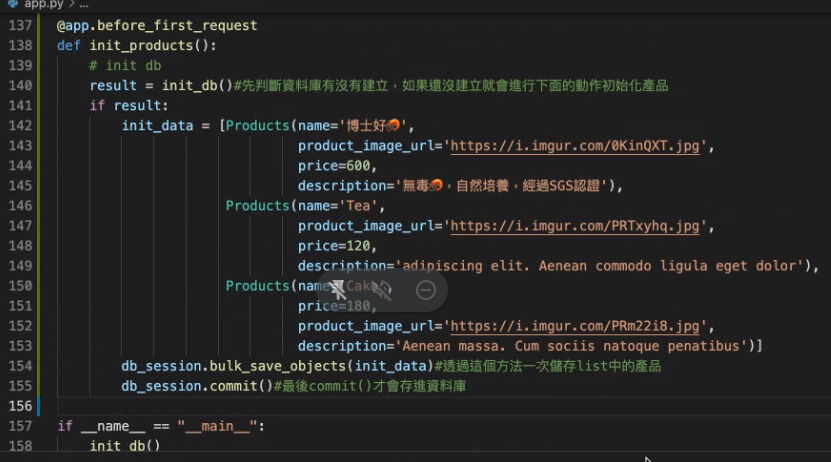 app.py > ...
137 @app.before_first_request
138 def init_products():
139     # init db
140     result = init_db()#先判斷資料庫有沒有建立，如果還沒建立就會進行下面的動作初始化產品
141     if result:
142         init_data = [Products(name='博士好🦐',
143                               product_image_url='https://i.imgur.com/0KinQXT.jpg',
144                               price=600,
145                               description='無毒🦐，自然培養，經過SGS認證'),
146                      Products(name='Tea',
147                               product_image_url='https://i.imgur.com/PRTxyhq.jpg',
148                               price=120,
149                               description='adipiscing elit. Aenean commodo ligula eget dolor'),
150                      Products(name='Cake',
151                               price=180,
152                               product_image_url='https://i.imgur.com/PRm22i8.jpg',
153                               description='Aenean massa. Cum sociis natoque penatibus')]
154         db_session.bulk_save_objects(init_data)#透過這個方法一次儲存list中的產品
155         db_session.commit()#最後commit()才會存進資料庫
156
157 if __name__ == "__main__":
158     init_db()